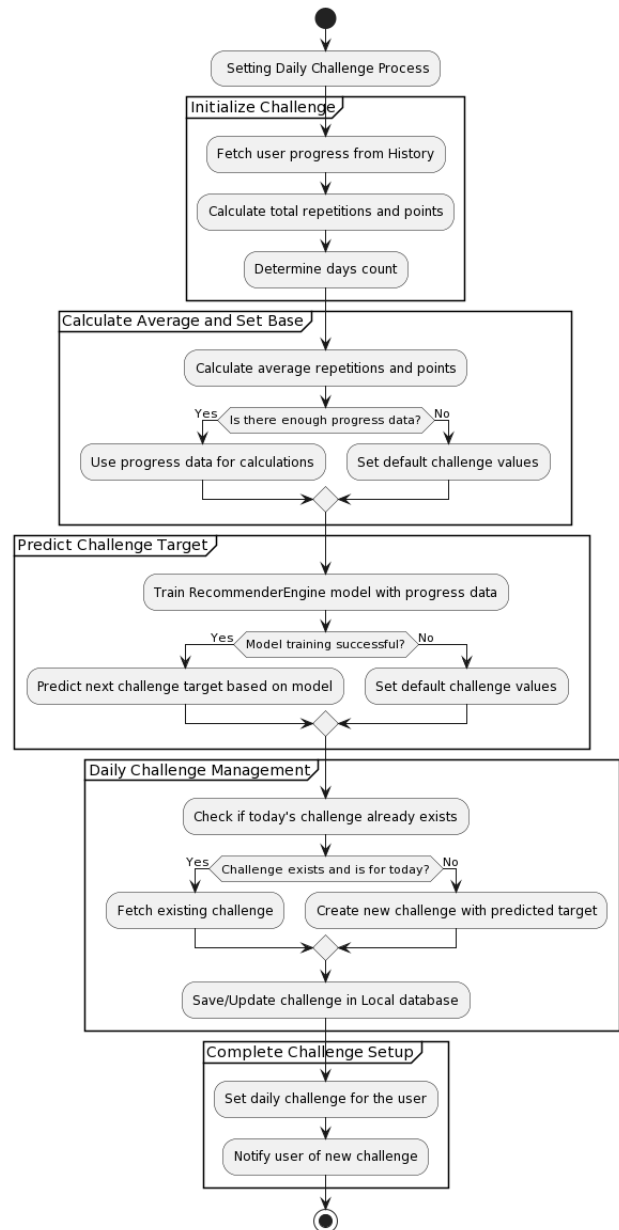 Setting Daily Challenge Process
Initialize Challenge
Fetch user progress from History
Calculate total repetitions and points
Determine days count
Calculate Average and Set Base
Calculate average repetitions and points
Yes
Is there enough progress data?
No
Use progress data for calculations
Set default challenge values
Predict Challenge Target
Train RecommenderEngine model with progress data
Yes
Model training successful?
No
Predict next challenge target based on model
Set default challenge values
Daily Challenge Management
Check if today's challenge already exists
Yes
Challenge exists and is for today?
No
Fetch existing challenge
Create new challenge with predicted target
Save/Update challenge in Local database
Complete Challenge Setup
Set daily challenge for the user
Notify user of new challenge